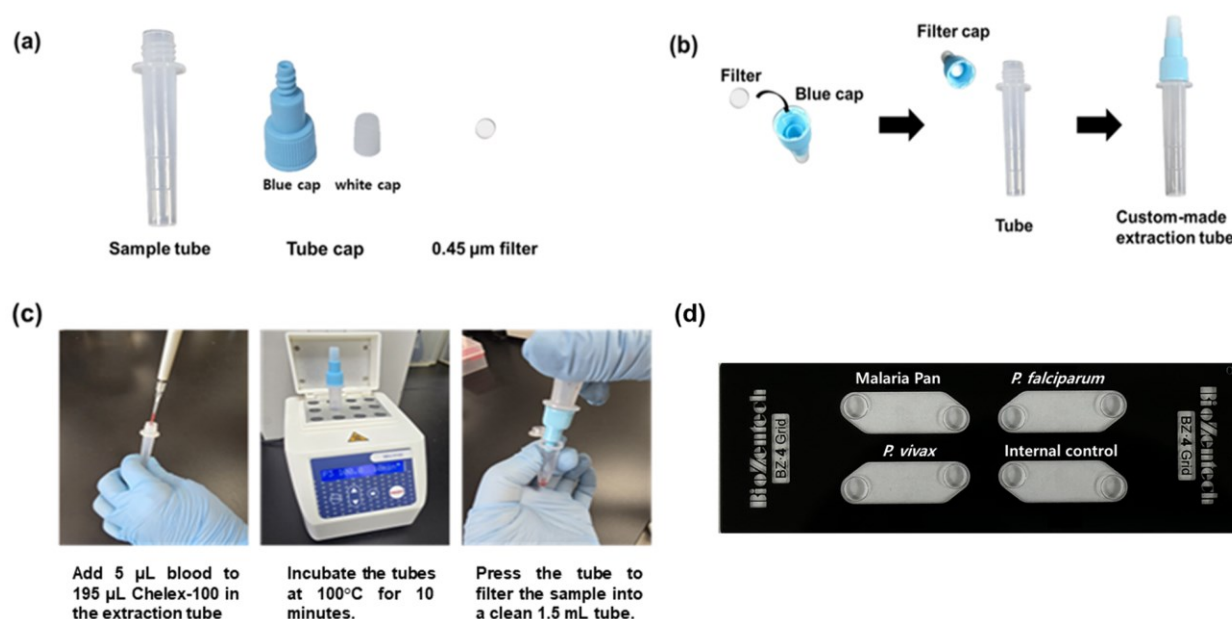 (a)
Sample tube
Blue cap
white cap
Tube cap
0.45 µm filter
(b)
Filter
Blue cap
Filter cap
Tube
Custom-made
extraction tube
(c)
Add 5 µL blood to
195 µL Chelex-100 in
the extraction tube
Incubate the tubes
at 100°C for 10
minutes.
Press the tube to
filter the sample into
a clean 1.5 mL tube.
(d)
BioZentech
BZ-4 Grid
Malaria Pan
P. falciparum
P. vivax
Internal control
BZ-4 Grid
BioZentech